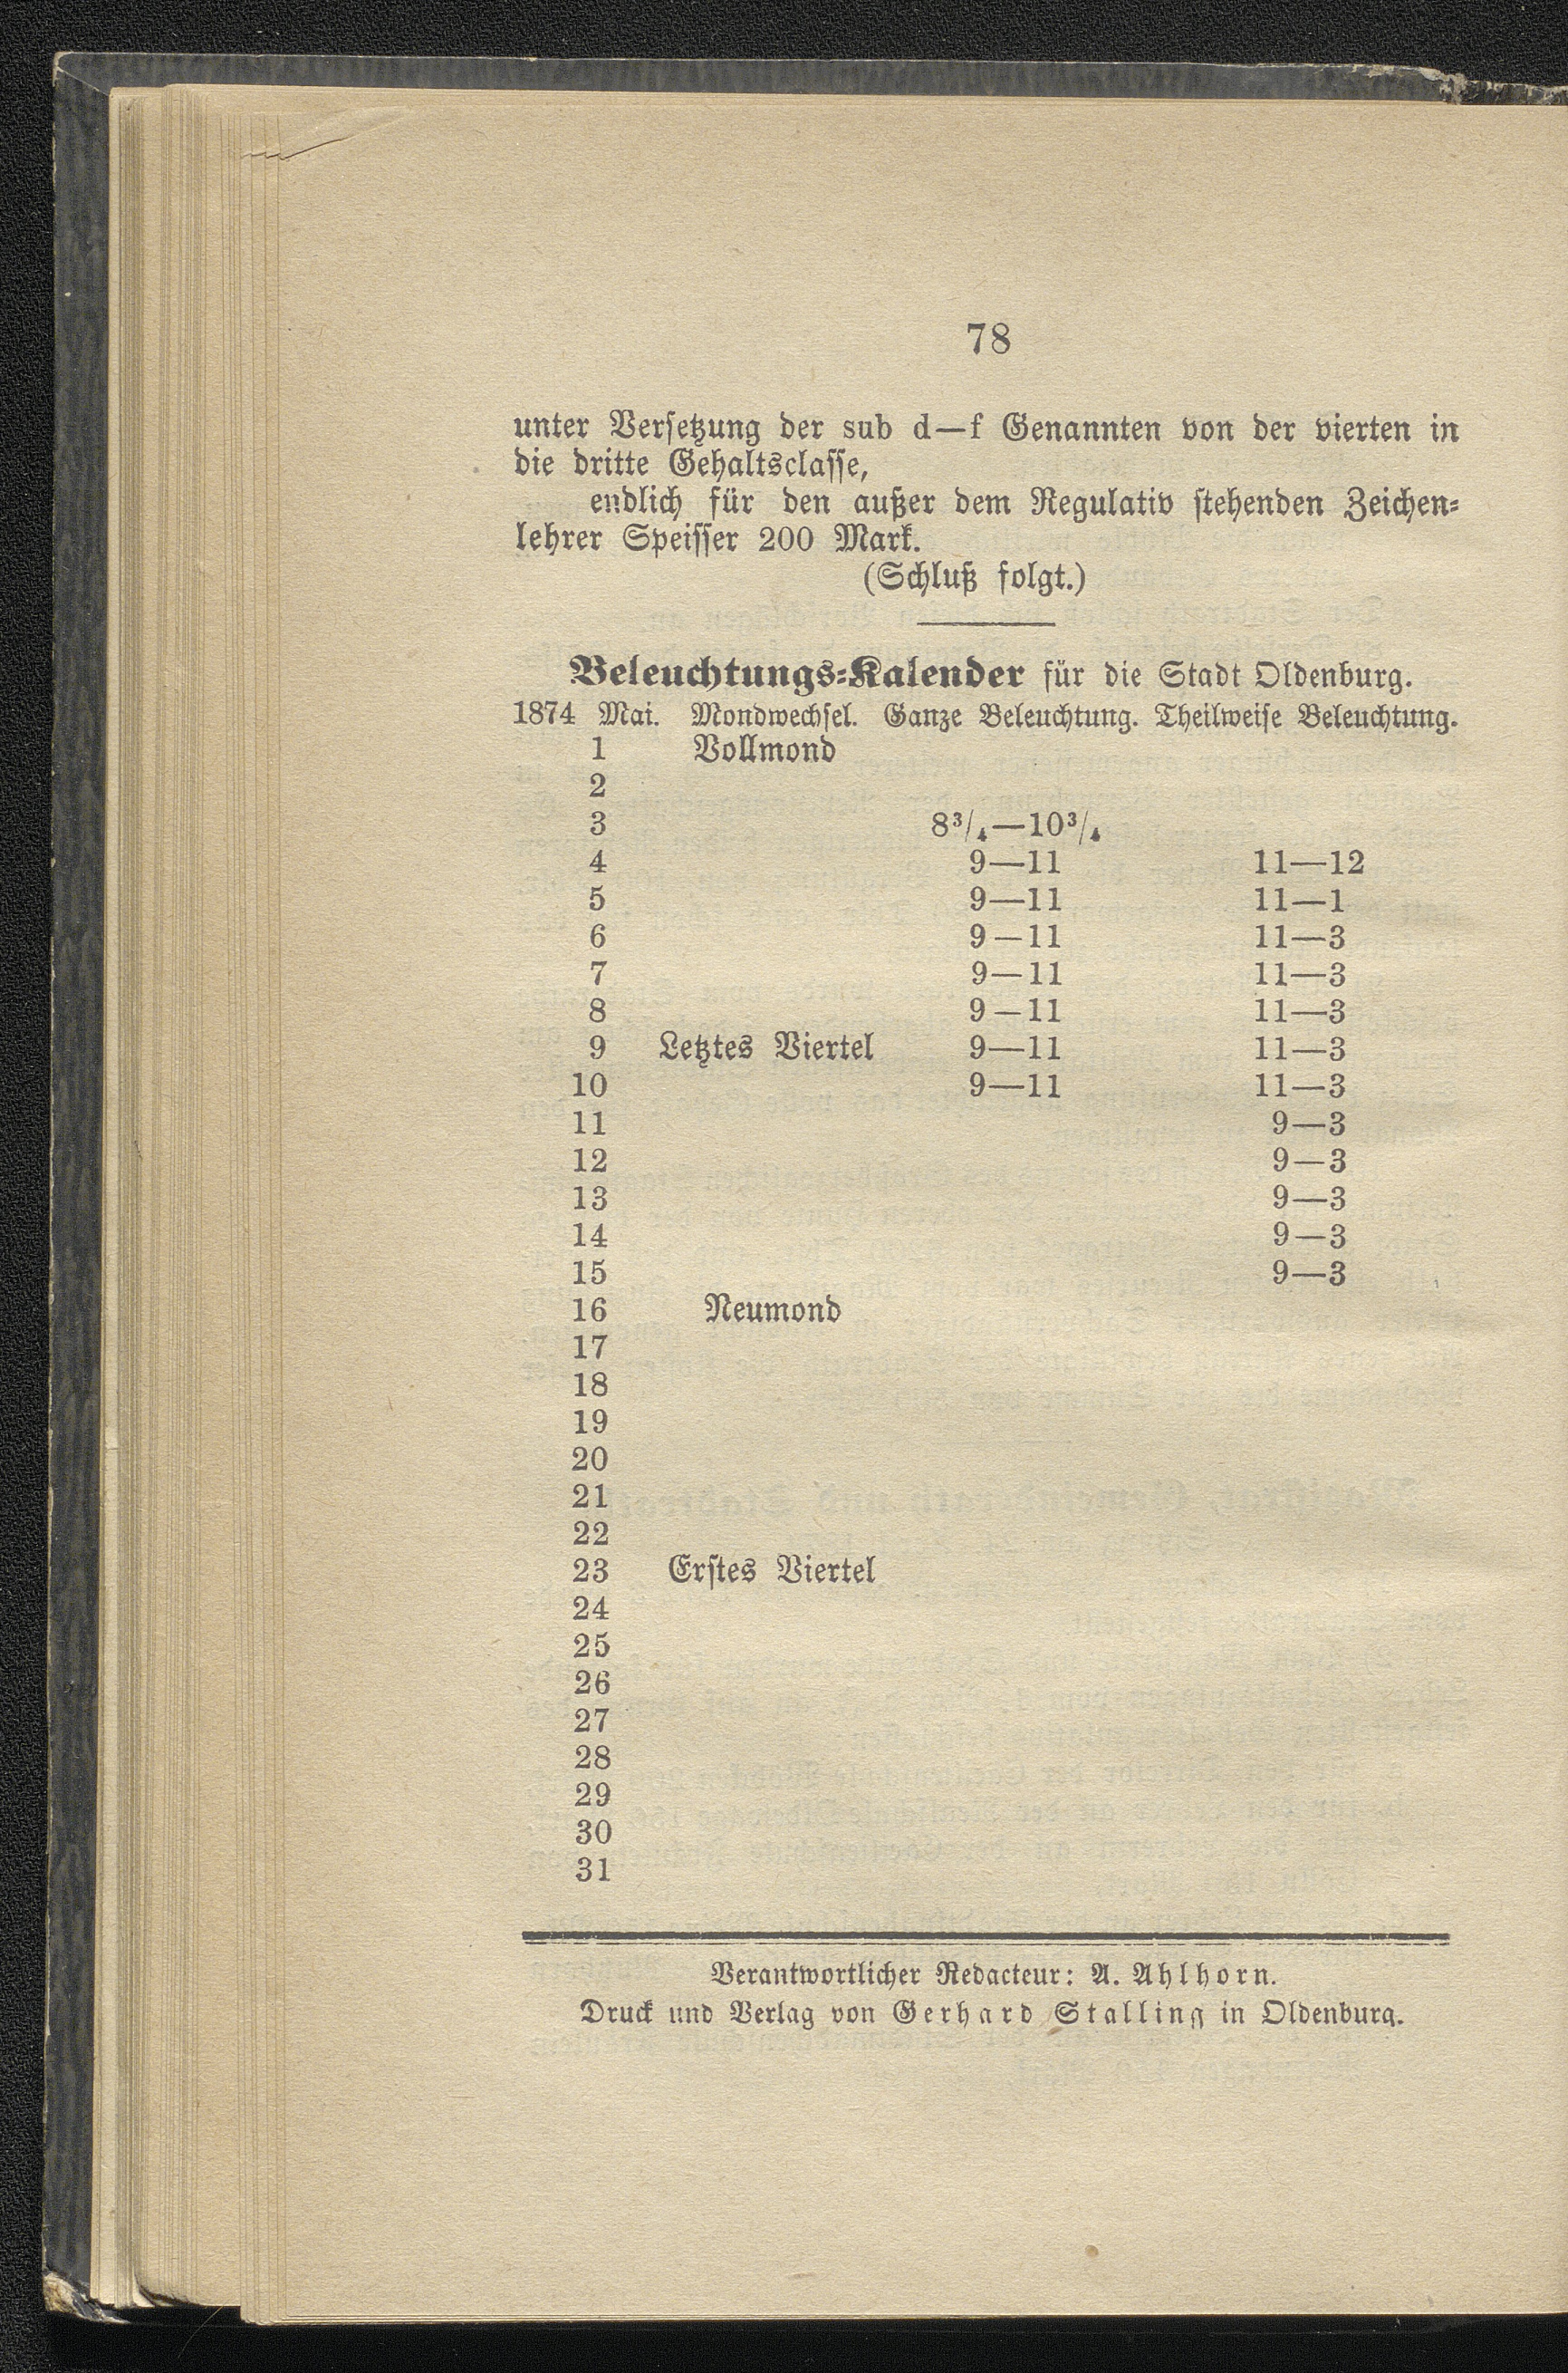 78
unter Versetzung der sub d—f Genannten von der vierten in
die dritte Gehaltsclasse,
endlich für den außer dem Regulativ stehenden Zeichen-
lehrer Speisser 200 Mark.
(Schluß folgt.)
Beleuchtungs-Kalender für die Stadt Oldenburg.
1874 Mai. Mondwechsel. Ganze Beleuchtung. Theilweise Beleuchtung.
1 Vollmond
2
3 8³/₄—10³/₄
4 9—11 11—12
5 9—11 11—1
6 9—11 11—3
7 9—11 11—3
8 9—11 11—3
9 Letztes Viertel 9—11 11—3
10 9—11 11—3
11 9—3
12 9—3
13 9—3
14 9—3
15 9—3
16 Neumond
17
18
19
20
21
22
23 Erstes Viertel
24
25
26
27
28
29
30
31
Verantwortlicher Redacteur: A. Ahlhorn.
Druck und Verlag von Gerhard Stalling in Oldenburg.